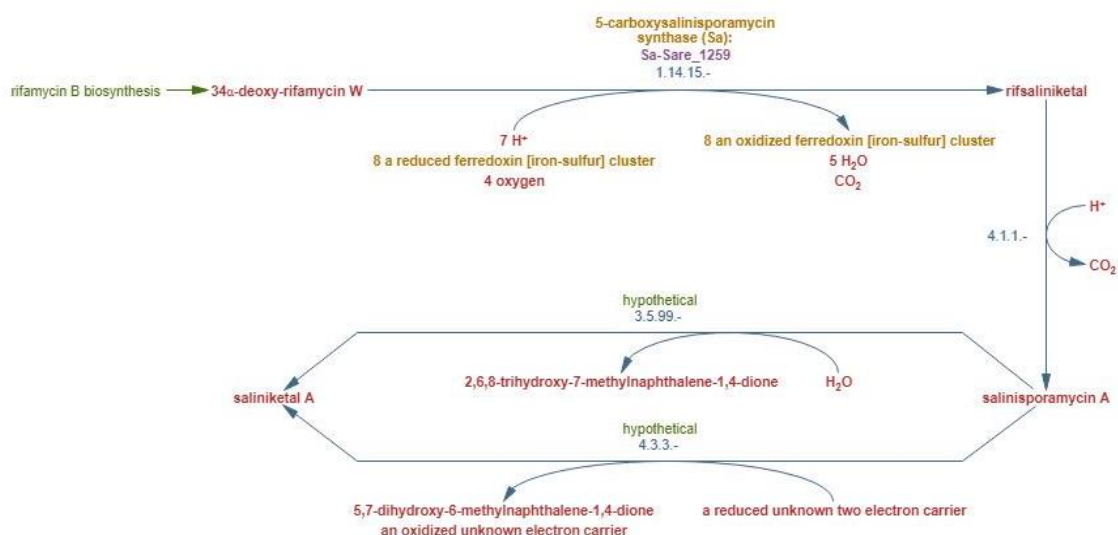 5-carboxysalinisporamycin
synthase (Sa):
Sa-Sare_1259
1.14.15.-
rifamycin B biosynthesis
34α-deoxy-rifamycin W
rifsaliniketal
7 H⁺
8 a reduced ferredoxin [iron-sulfur] cluster
4 oxygen
8 an oxidized ferredoxin [iron-sulfur] cluster
5 H₂O
CO₂
H⁺
4.1.1.-
CO₂
hypothetical
3.5.99.-
2,6,8-trihydroxy-7-methylnaphthalene-1,4-dione
H₂O
saliniketal A
salinisporamycin A
hypothetical
4.3.3.-
5,7-dihydroxy-6-methylnaphthalene-1,4-dione
an oxidized unknown electron carrier
a reduced unknown two electron carrier